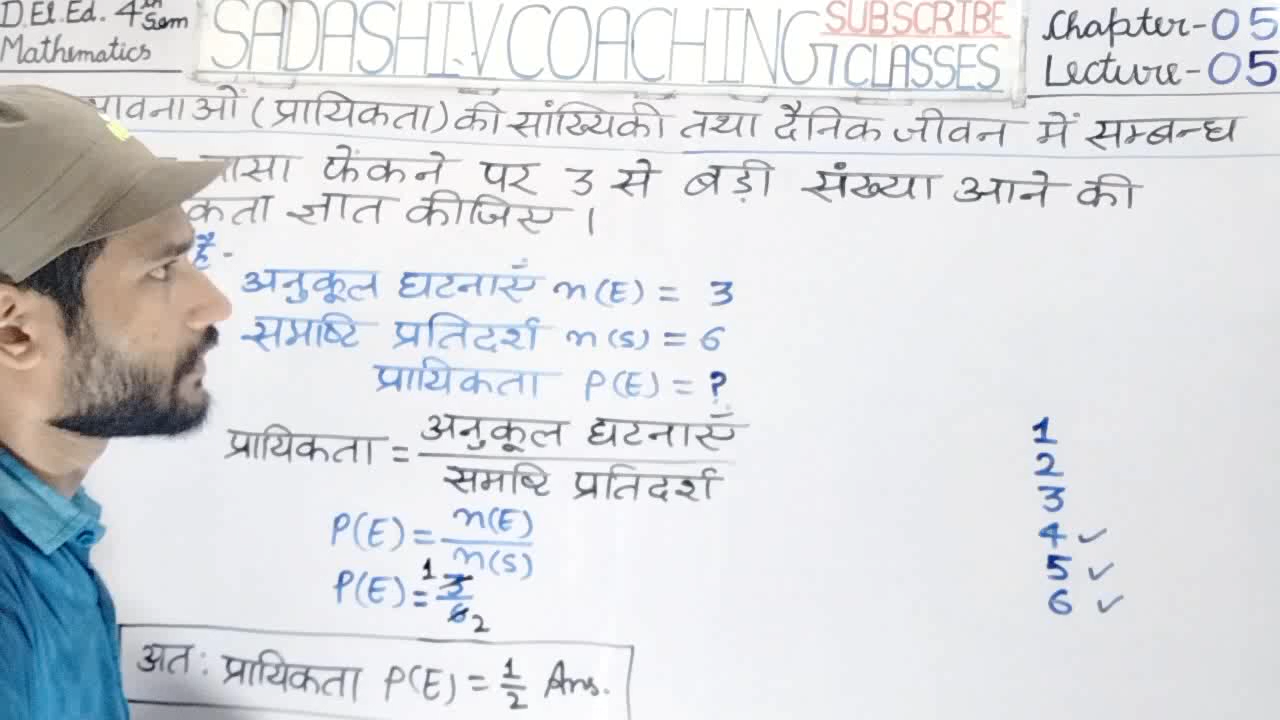 D.El.Ed. 4th Sem
Mathematics
SADASHIV COACHING CLASSES
SUBSCRIBE
Chapter-05
Lecture-05
(प्रायिकता) की सांख्यिकी तथा दैनिक जीवन में सम्बन्ध
फेंकने पर 3 से बड़ी संख्या आने की
ज्ञात कीजिए।
है-
अनुकूल घटनाएँ n(E) = 3
समष्टि प्रतिदर्श n(S) = 6
प्रायिकता P(E) = ?
प्रायिकता = अनुकूल घटनाएँ / समष्टि प्रतिदर्श
P(E) = n(E) / n(S)
P(E) = 1 3 / 6 2
अत: प्रायिकता P(E) = 1/2 Ans.
1
2
3
4 ✓
5 ✓
6 ✓